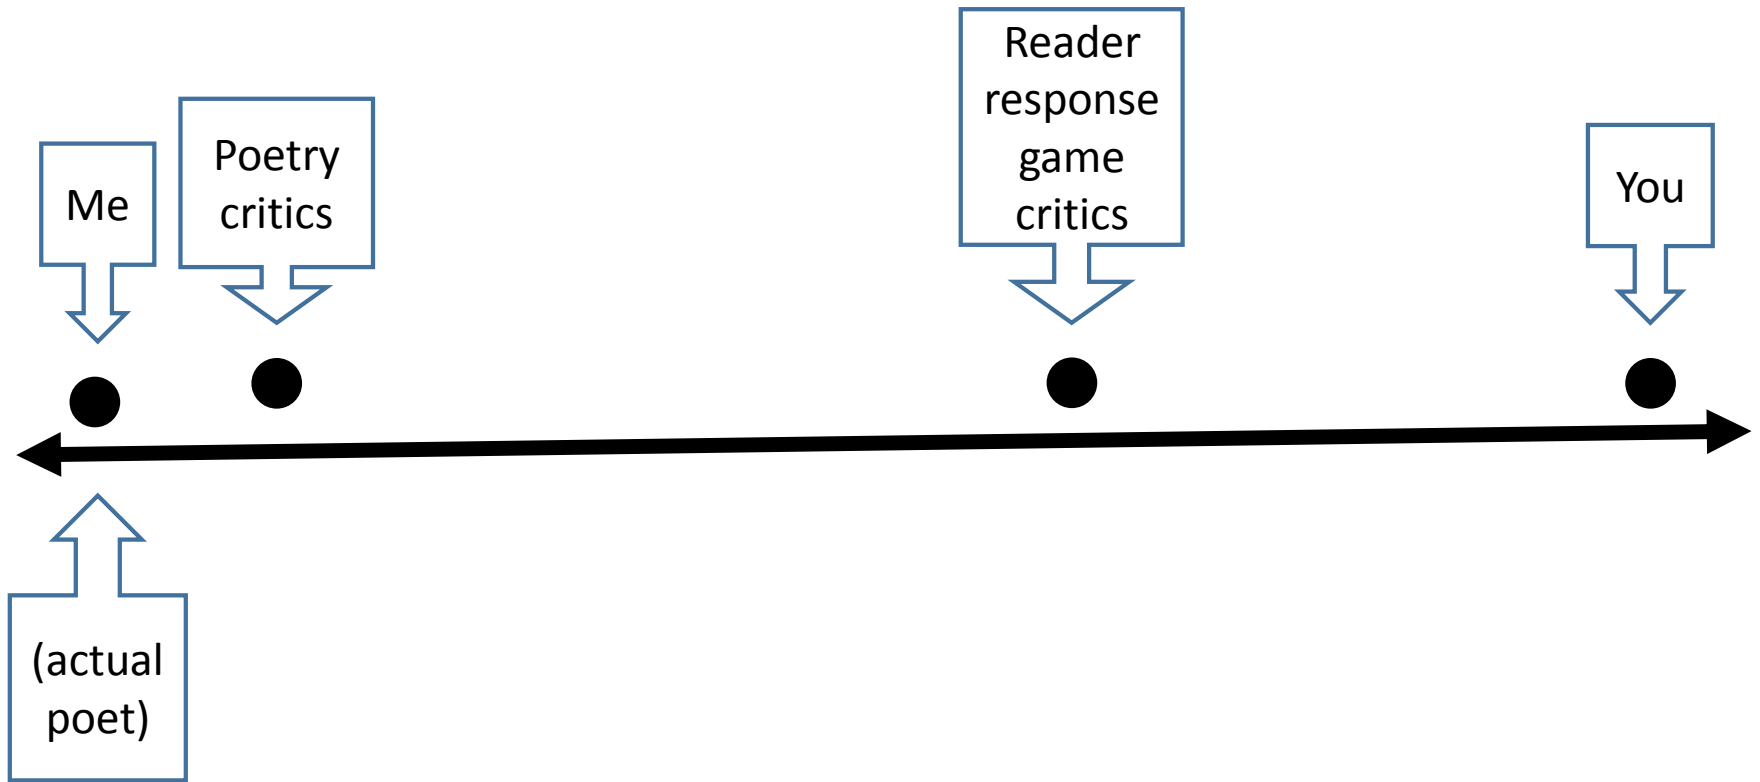 Me
Poetry
critics
Reader
response
game
critics
You
(actual
poet)